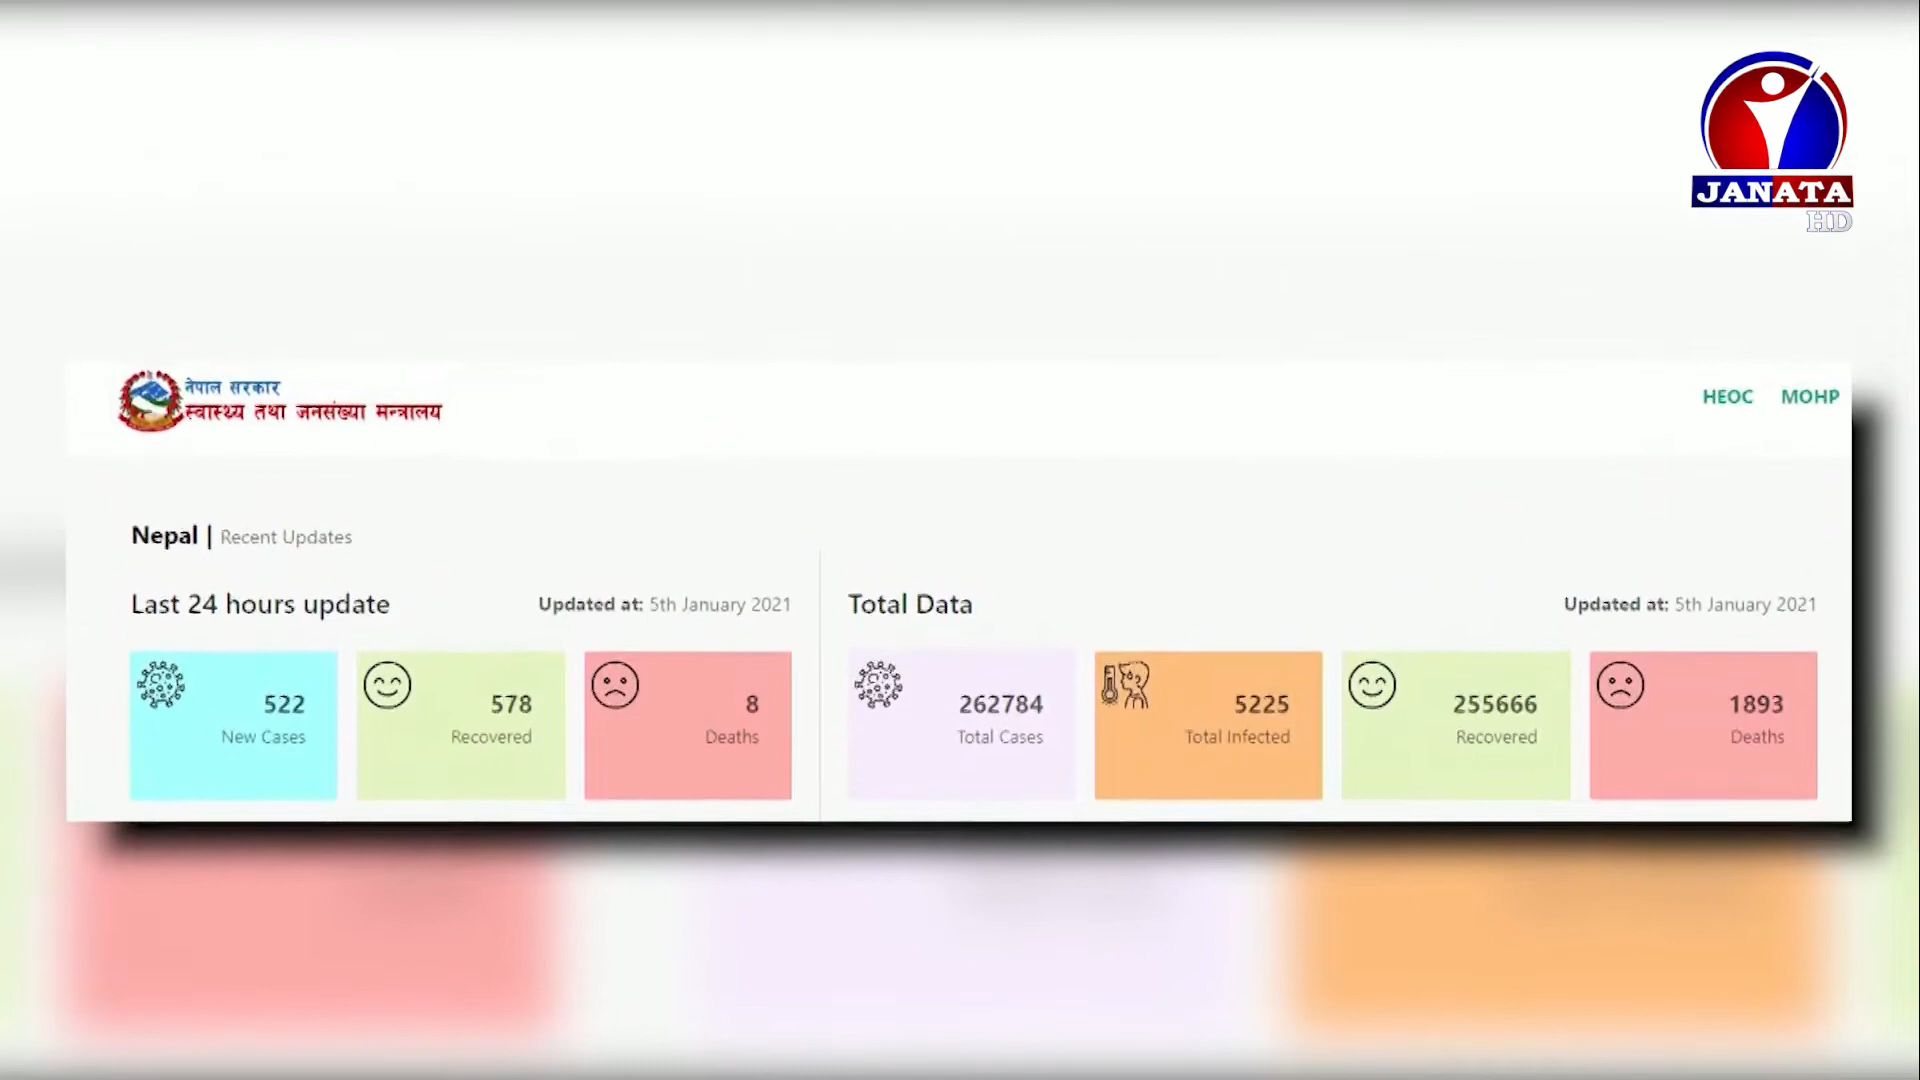 JANATA
HD
नेपाल सरकार
स्वास्थ्य तथा जनसंख्या मन्त्रालय
HEOC MOHP
Nepal | Recent Updates
Last 24 hours update Updated at: 5th January 2021
522
New Cases
578
Recovered
8
Deaths
Total Data Updated at: 5th January 2021
262784
Total Cases
5225
Total Infected
255666
Recovered
1893
Deaths